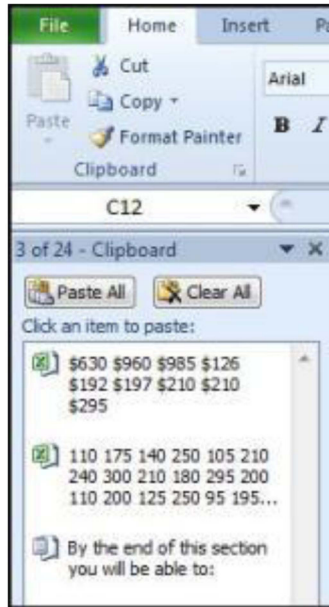 File Home Insert
Cut
Arial
Copy
Paste
Format Painter
B I
Clipboard
C12
3 of 24 - Clipboard
Paste All Clear All
Click an item to paste:
$630 $960 $985 $126
$192 $197 $210 $210
$295
110 175 140 250 105 210
240 300 210 180 295 200
110 200 125 250 95 195...
By the end of this section
you will be able to: